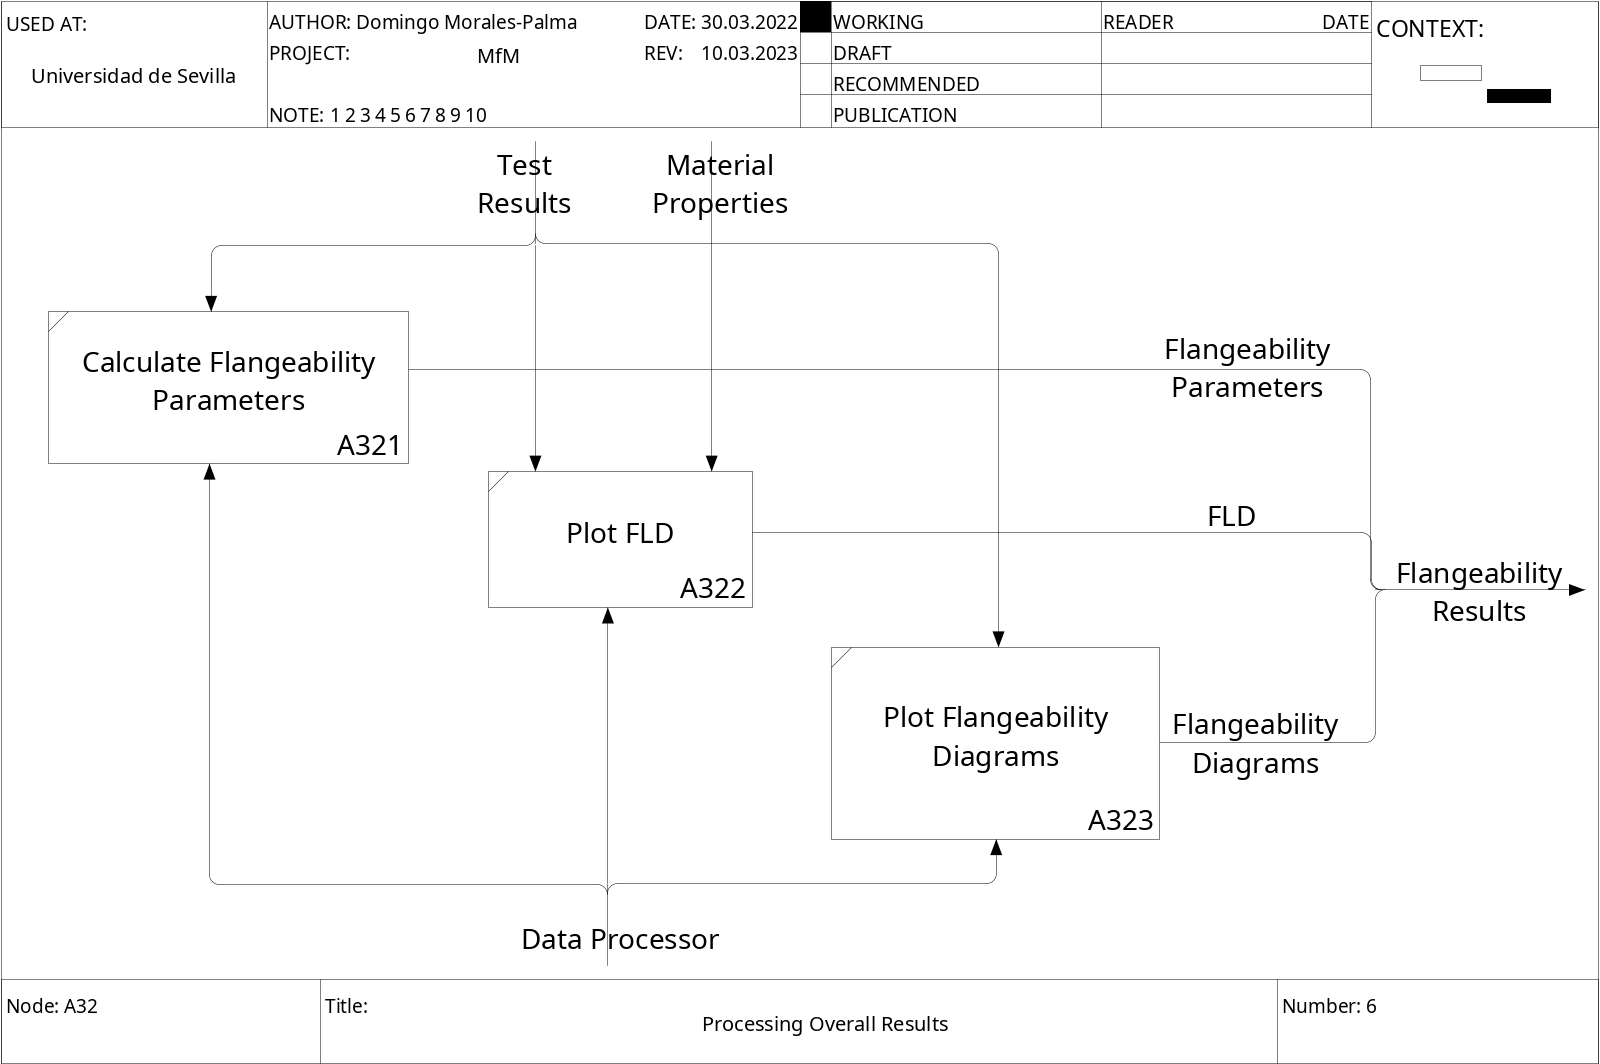 USED AT:
Universidad de Sevilla
AUTHOR: Domingo Morales-Palma
DATE: 30.03.2022
PROJECT:
MfM
REV: 10.03.2023
NOTE: 1 2 3 4 5 6 7 8 9 10
WORKING
DRAFT
RECOMMENDED
PUBLICATION
READER
DATE
CONTEXT:
Test
Results
Material
Properties
Calculate Flangeability
Parameters
A321
Flangeability
Parameters
Plot FLD
A322
FLD
Flangeability
Results
Plot Flangeability
Diagrams
A323
Flangeability
Diagrams
Data Processor
Node: A32
Title:
Processing Overall Results
Number: 6